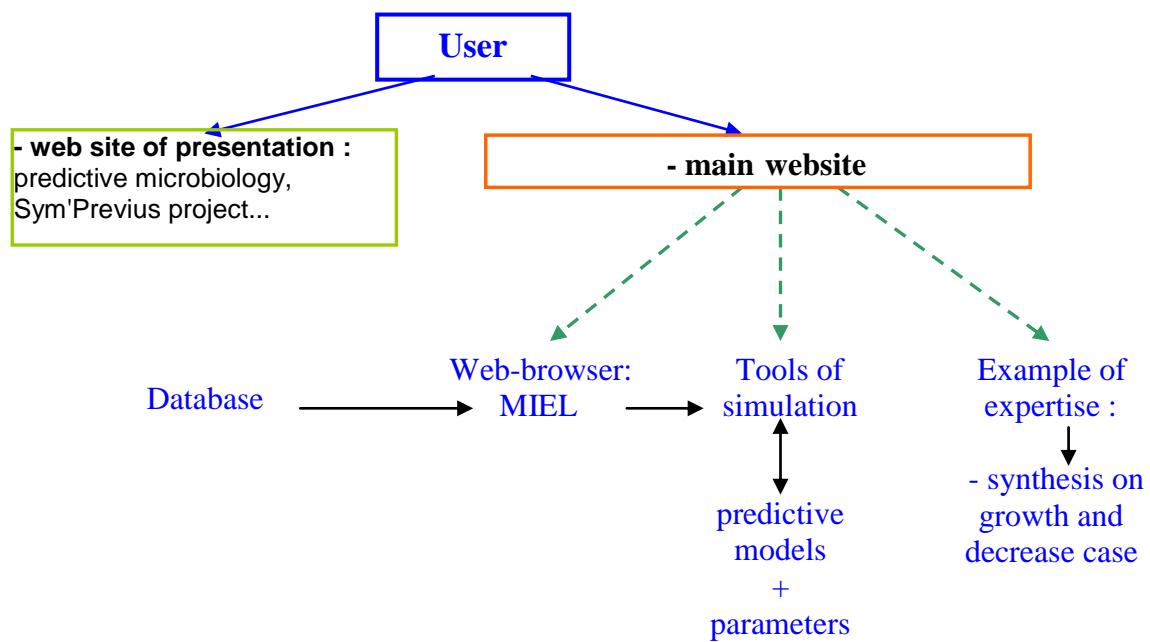 User
- web site of presentation :
predictive microbiology,
Sym'Previus project...
- main website
Database
Web-browser:
MIEL
Tools of
simulation
Example of
expertise :
predictive
models
+
parameters
- synthesis on
growth and
decrease case